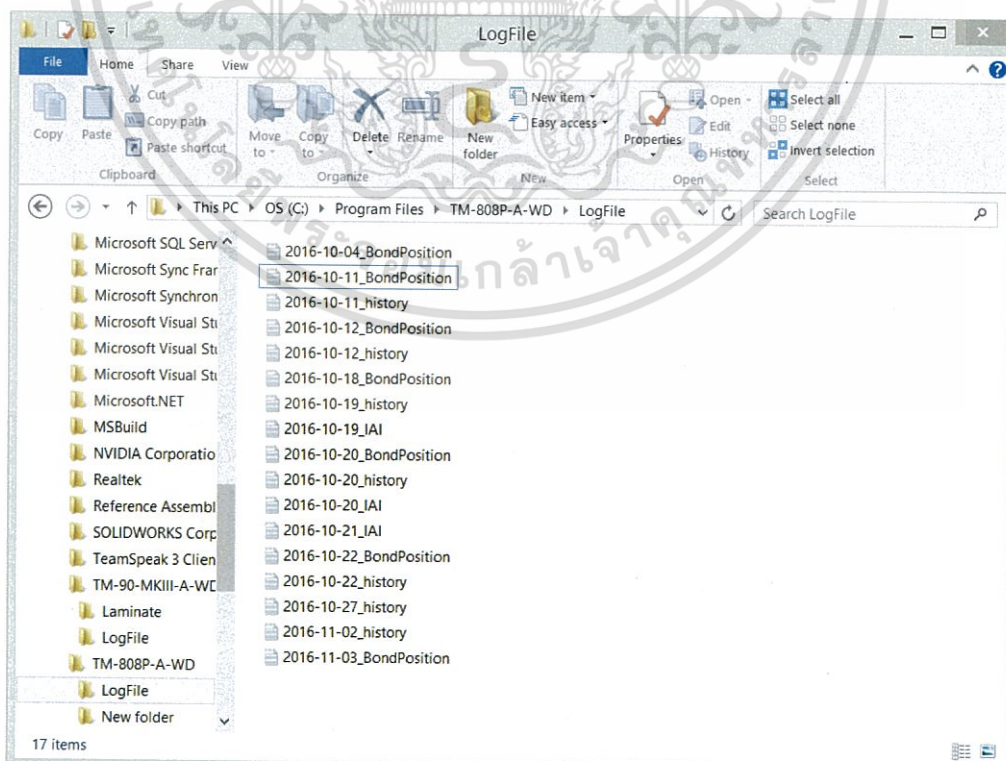 LogFile
File Home Share View
Copy
Paste
Cut
Copy path
Paste shortcut
Clipboard
Move to
Copy to
Delete
Rename
Organize
New folder
New item
Easy access
New
Properties
Open
Edit
History
Open
Select all
Select none
Invert selection
Select
This PC OS (C:) Program Files TM-808P-A-WD LogFile
Search LogFile
Microsoft SQL Serv
Microsoft Sync Frar
Microsoft Synchron
Microsoft Visual Stu
Microsoft Visual Stu
Microsoft Visual Stu
Microsoft.NET
MSBuild
NVIDIA Corporatio
Realtek
Reference Assembl
SOLIDWORKS Corp
TeamSpeak 3 Clien
TM-90-MKIII-A-WD
Laminate
LogFile
TM-808P-A-WD
LogFile
New folder
2016-10-04_BondPosition
2016-10-11_BondPosition
2016-10-11_history
2016-10-12_BondPosition
2016-10-12_history
2016-10-18_BondPosition
2016-10-19_history
2016-10-19_IAI
2016-10-20_BondPosition
2016-10-20_history
2016-10-20_IAI
2016-10-21_IAI
2016-10-22_BondPosition
2016-10-22_history
2016-10-27_history
2016-11-02_history
2016-11-03_BondPosition
17 items